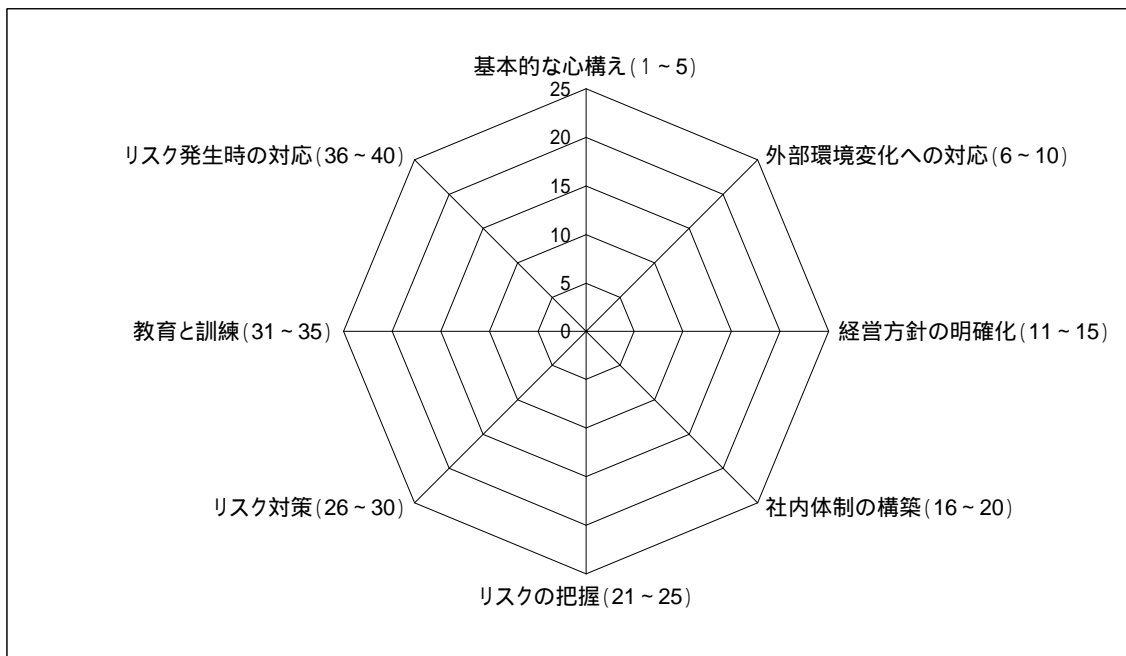 基本的な心構え(1~5)
25
リスク発生時の対応(36~40)
外部環境変化への対応(6~10)
20
15
10
5
教育と訓練(31~35)
0
経営方針の明確化(11~15)
リスク対策(26~30)
社内体制の構築(16~20)
リスクの把握(21~25)